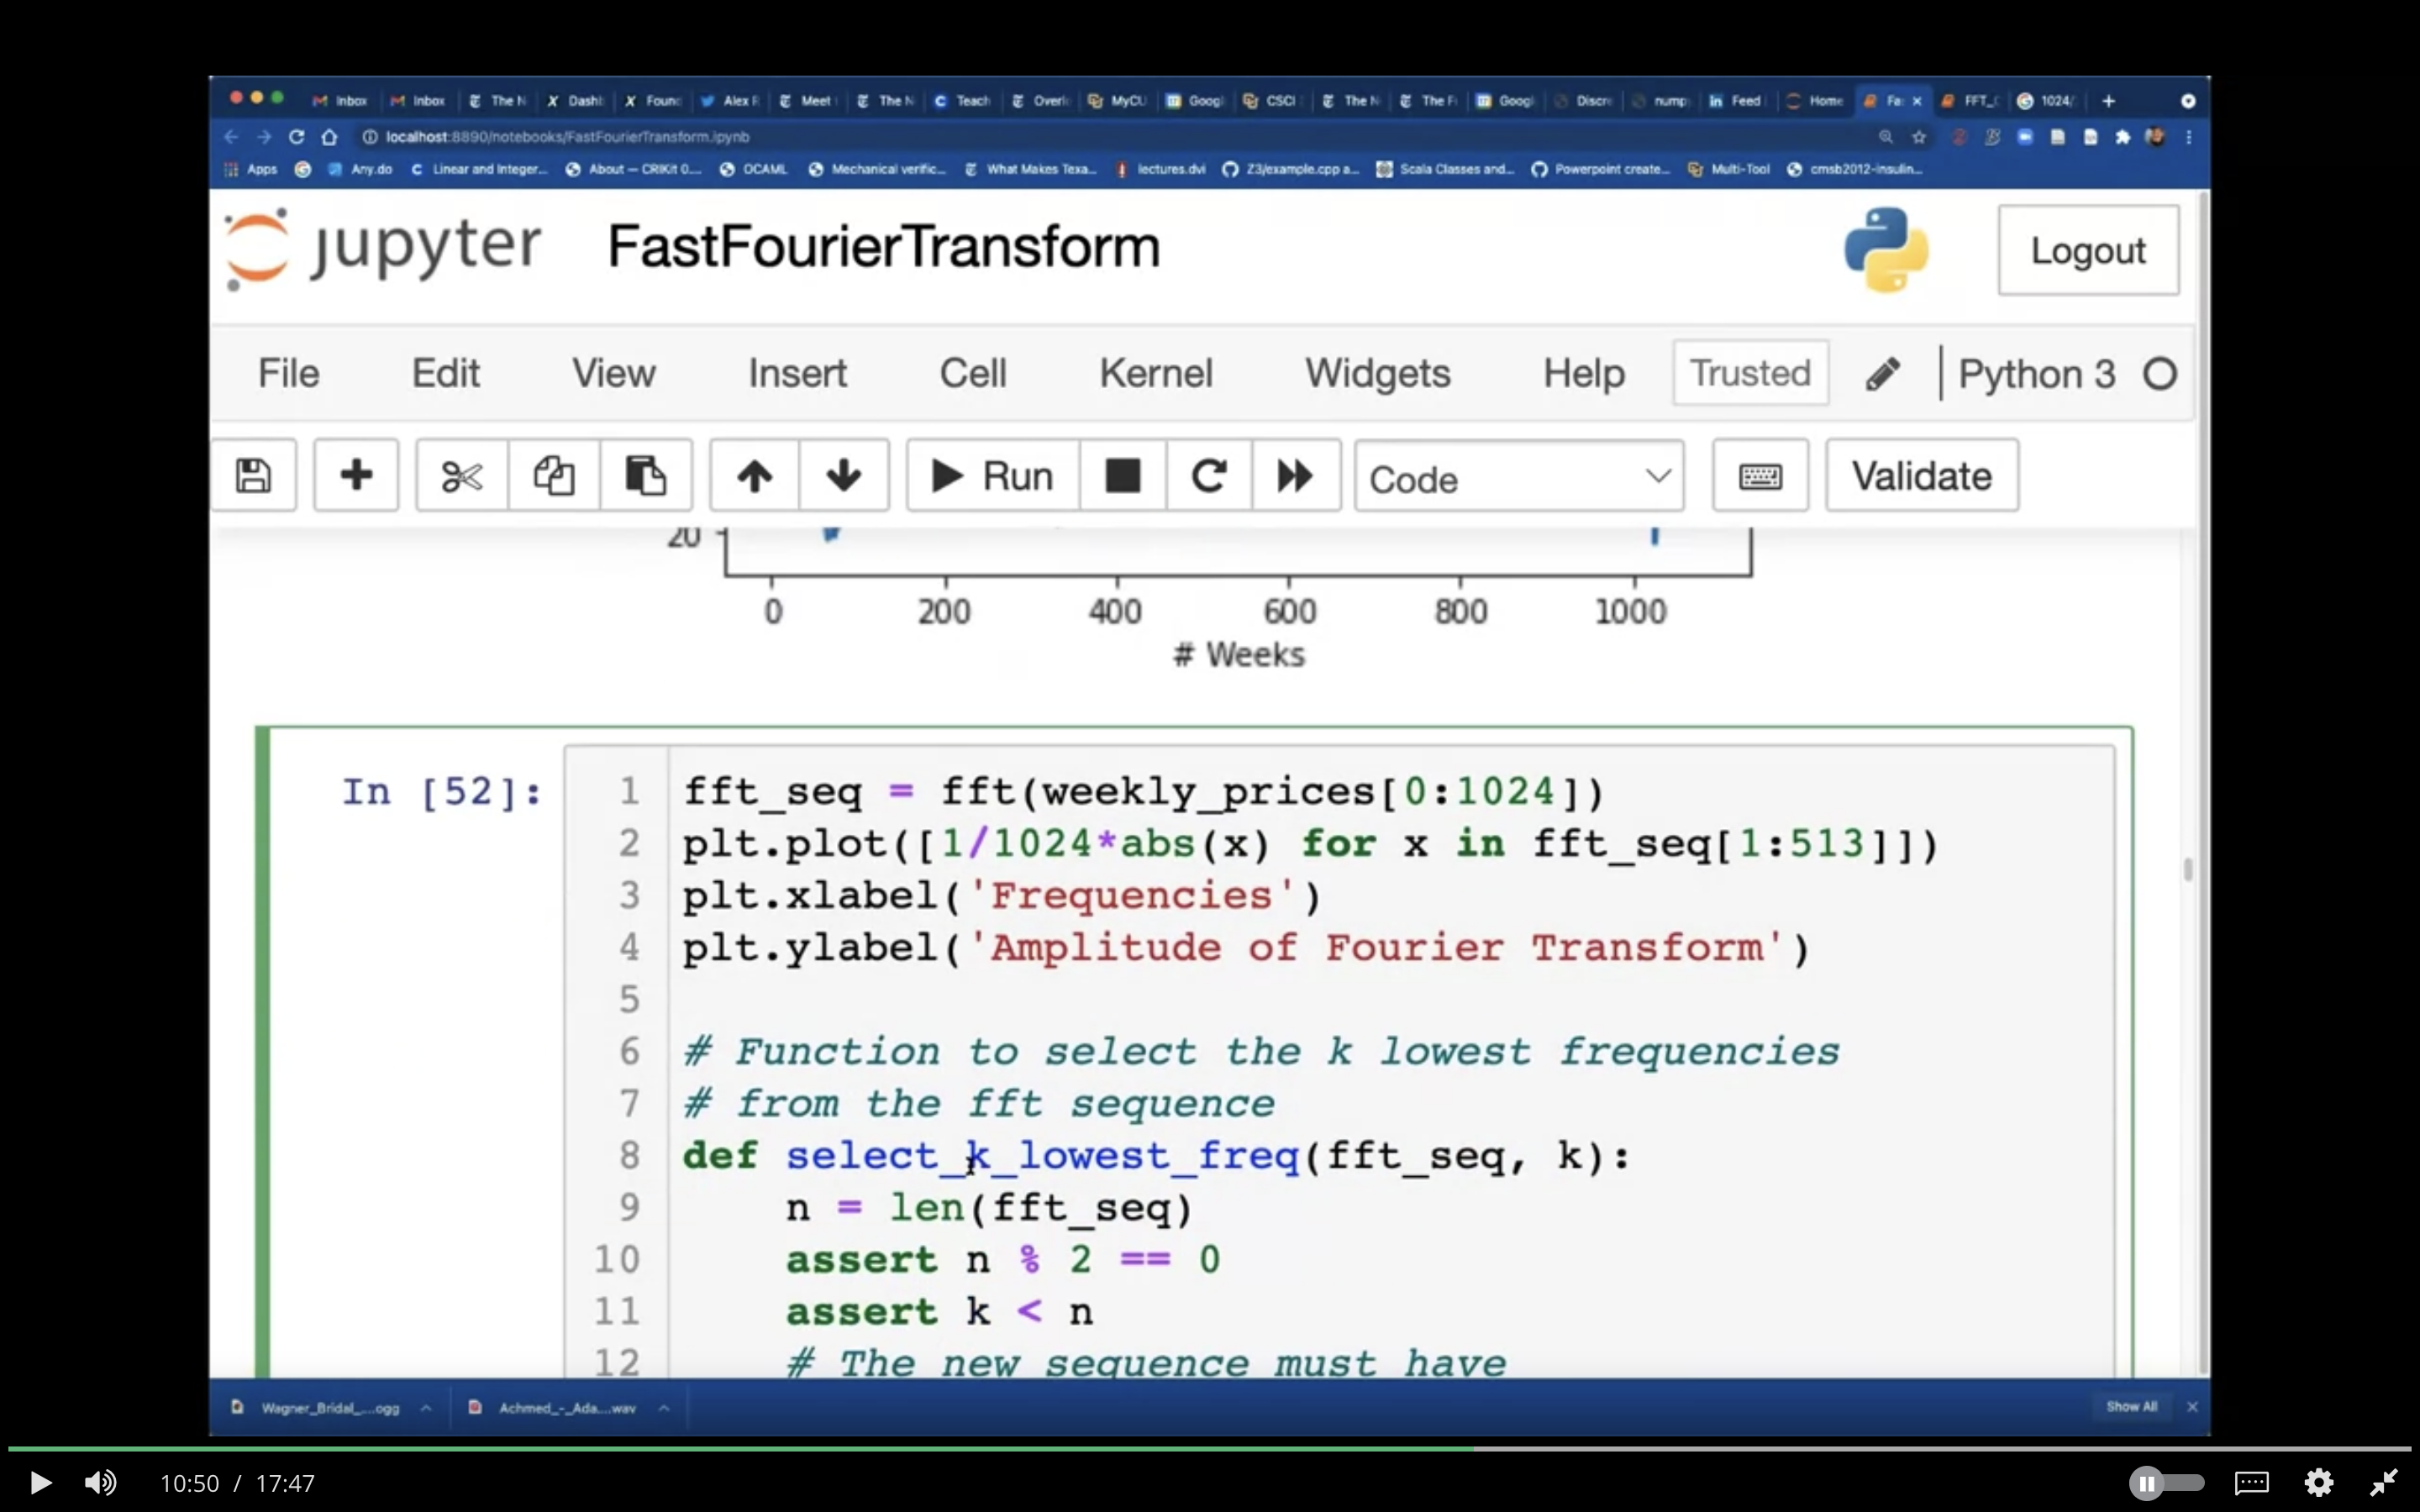 Inbox Inbox The N Dashb Found Alex F Meet The N Teach Overle MyCU Googl CSCI The N The Fi Googl Discre nump Feed Home Fa FFT_C 1024/
localhost:8890/notebooks/FastFourierTransform.ipynb
Apps Any.do Linear and Integer... About — CRIKit 0.... OCAML Mechanical verific... What Makes Texa... lectures.dvi Z3/example.cpp a... Scala Classes and... Powerpoint create... Multi-Tool cmsb2012-insulin...
jupyter FastFourierTransform Logout
File Edit View Insert Cell Kernel Widgets Help Trusted Python 3
Run Code Validate
20
0 200 400 600 800 1000
# Weeks
In [52]: 1 fft_seq = fft(weekly_prices[0:1024])
2 plt.plot([1/1024*abs(x) for x in fft_seq[1:513]])
3 plt.xlabel('Frequencies')
4 plt.ylabel('Amplitude of Fourier Transform')
5
6 # Function to select the k lowest frequencies
7 # from the fft sequence
8 def select_k_lowest_freq(fft_seq, k):
9 n = len(fft_seq)
10 assert n % 2 == 0
11 assert k < n
12 # The new sequence must have
Wagner_Bridal_....ogg Achmed_-_Ada....wav Show All
10:50 / 17:47